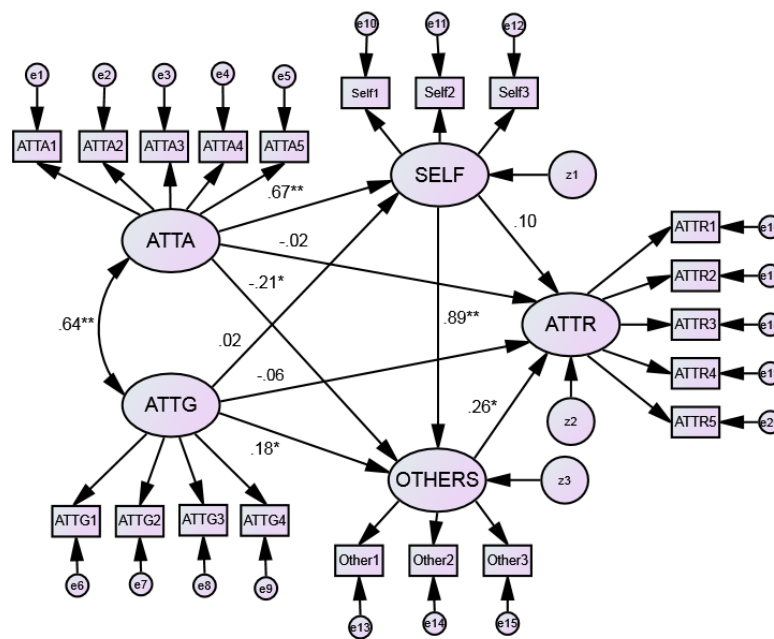 e10 e11 e12
e1 e2 e3 e4 e5
Self1 Self2 Self3
ATTA1 ATTA2 ATTA3 ATTA4 ATTA5
SELF z1
.67**
.10
ATTR1
ATTA
-.02
ATTR2
-.21*
.64** .02 .89** ATTR ATTR3
-.06
ATTR4
ATTG
.26* z2 ATTR5
.18*
OTHERS z3
ATTG1 ATTG2 ATTG3 ATTG4
Other1 Other2 Other3
e6 e7 e8 e9
e13 e14 e15